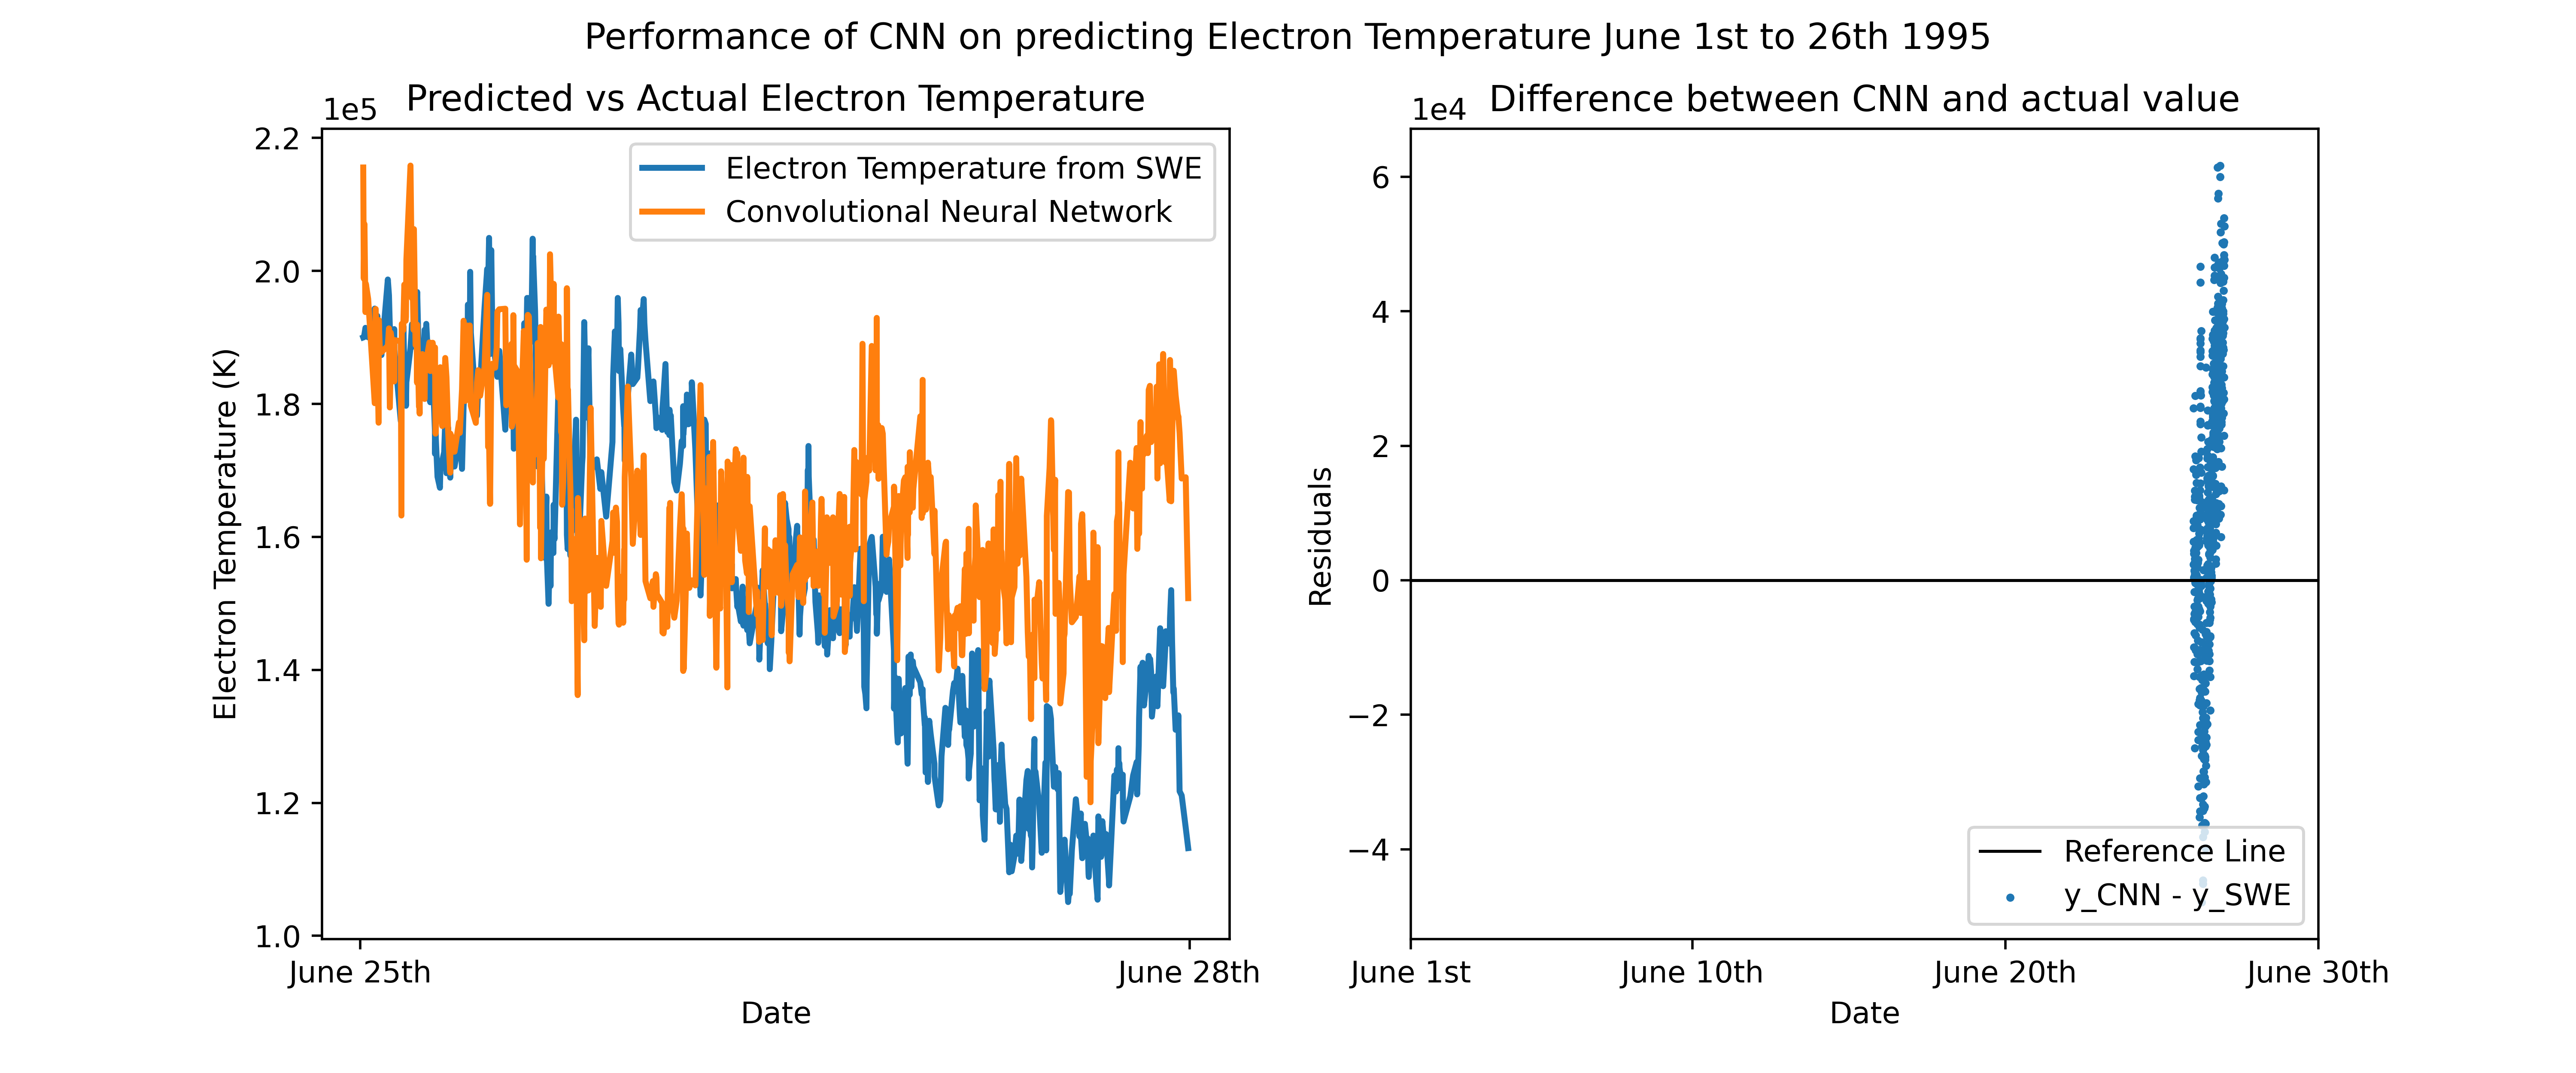 Performance of CNN on predicting Electron Temperature June 1st to 26th 1995
Predicted vs Actual Electron Temperature
1e5
2.2
2.0
1.8
1.6
1.4
1.2
1.0
Electron Temperature (K)
Electron Temperature from SWE
Convolutional Neural Network
June 25th
June 28th
Date
Difference between CNN and actual value
1e4
6
4
2
0
−2
−4
Residuals
Reference Line
y_CNN - y_SWE
June 1st
June 10th
June 20th
June 30th
Date